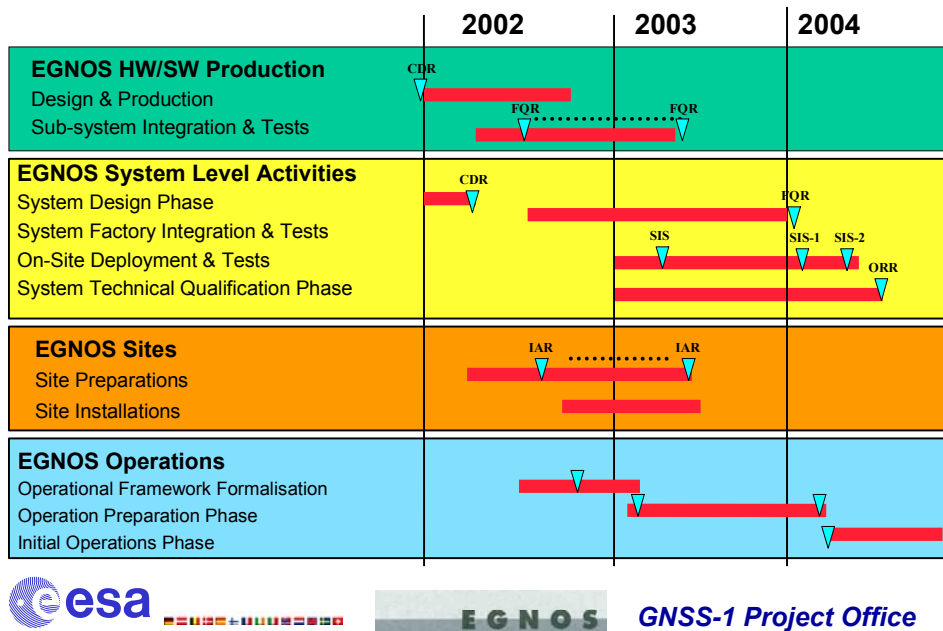 2002 2003 2004
EGNOS HW/SW Production
CDR
Design & Production
FQR FQR
Sub-system Integration & Tests
EGNOS System Level Activities
CDR
System Design Phase
FQR
System Factory Integration & Tests
SIS SIS-1 SIS-2
On-Site Deployment & Tests
ORR
System Technical Qualification Phase
EGNOS Sites
IAR IAR
Site Preparations
Site Installations
EGNOS Operations
Operational Framework Formalisation
Operation Preparation Phase
Initial Operations Phase
esa EGNOS GNSS-1 Project Office